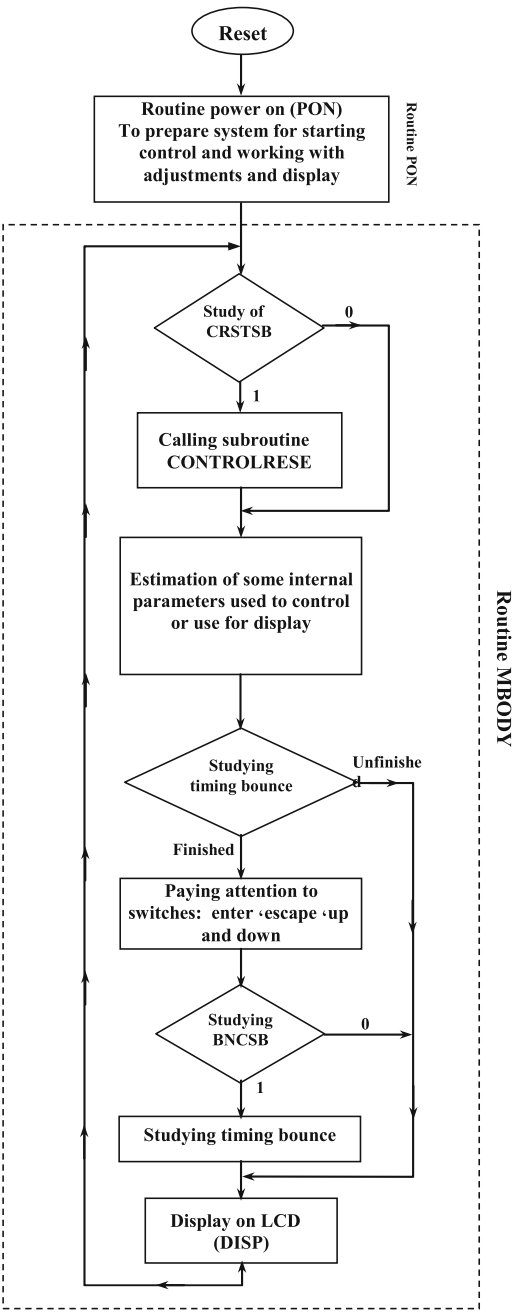 Reset
Routine power on (PON)
To prepare system for starting
control and working with
adjustments and display
Routine PON
Study of
CRSTSB
0
1
Calling subroutine
CONTROLRESE
Estimation of some internal
parameters used to control
or use for display
Routine MBODY
Studying
timing bounce
Unfinishe
d
Finished
Paying attention to
switches: enter ،escape ،up
and down
Studying
BNCSB
0
1
Studying timing bounce
Display on LCD
(DISP)